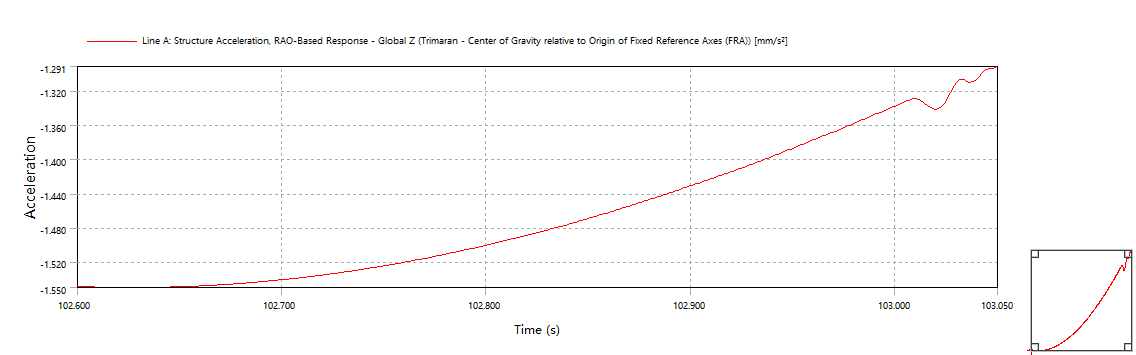 Line A: Structure Acceleration, RAO-Based Response - Global Z (Trimaran - Center of Gravity relative to Origin of Fixed Reference Axes (FRA)) [mm/s²]
-1.291
-1.320
-1.360
-1.400
-1.440
-1.480
-1.520
-1.550
Acceleration
102.600 102.700 102.800 102.900 103.000 103.050
Time (s)